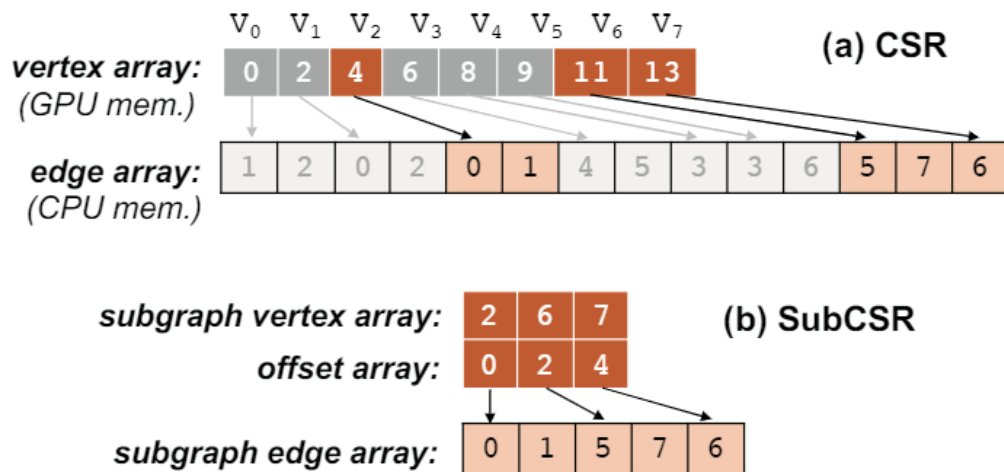 V0 V1 V2 V3 V4 V5 V6 V7
(a) CSR
vertex array: 0 2 4 6 8 9 11 13
(GPU mem.)
edge array: 1 2 0 2 0 1 4 5 3 3 6 5 7 6
(CPU mem.)
subgraph vertex array: 2 6 7
(b) SubCSR
offset array: 0 2 4
subgraph edge array: 0 1 5 7 6